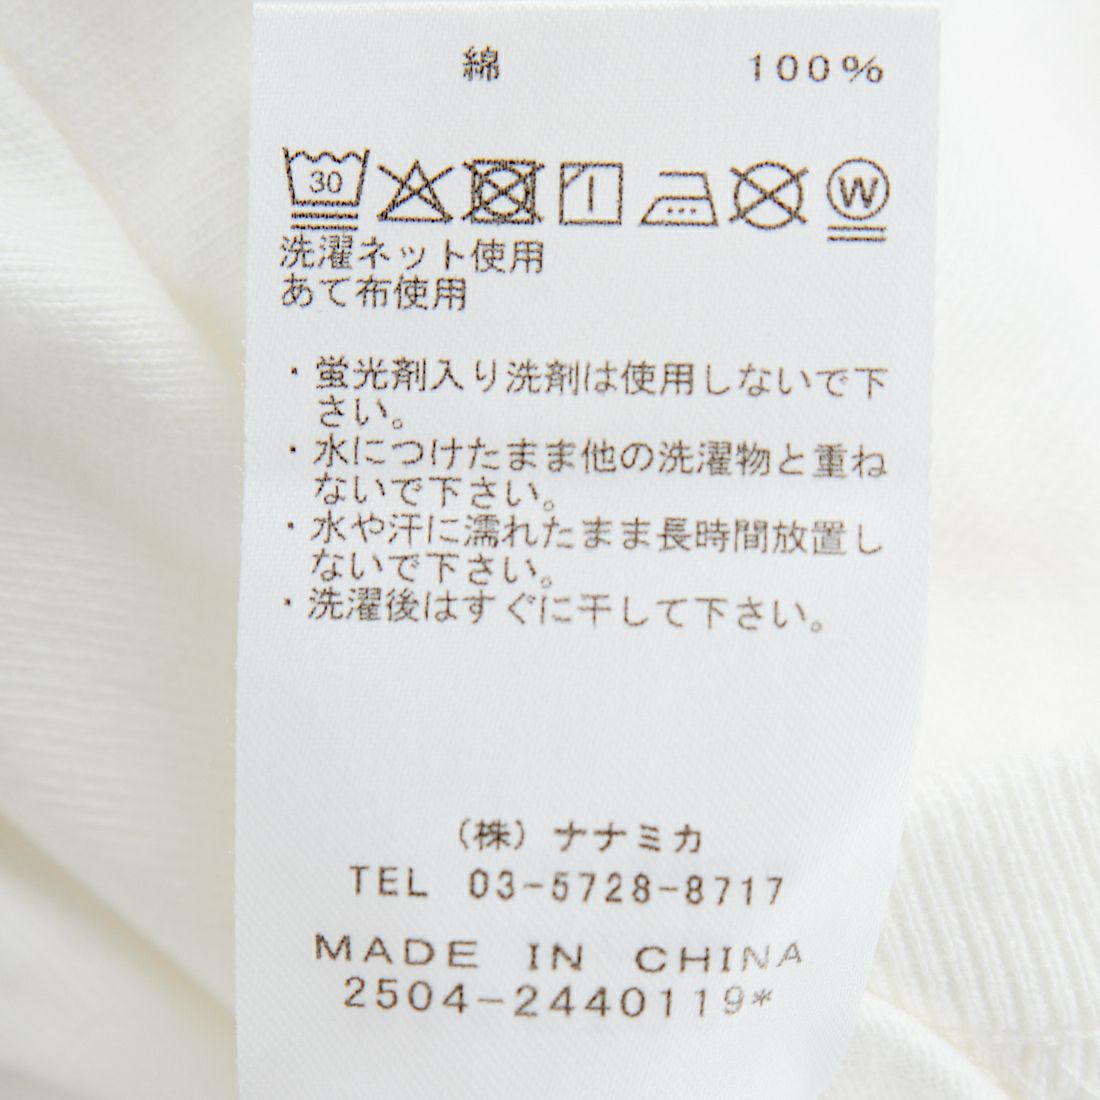 綿 100%
30 W
洗濯ネット使用
あて布使用
・蛍光剤入り洗剤は使用しないで下
さい。
・水につけたまま他の洗濯物と重ね
ないで下さい。
・水や汗に濡れたまま長時間放置し
ないで下さい。
・洗濯後はすぐに干して下さい。
（株）ナナミカ
TEL 03-5728-8717
MADE IN CHINA
2504-2440119*